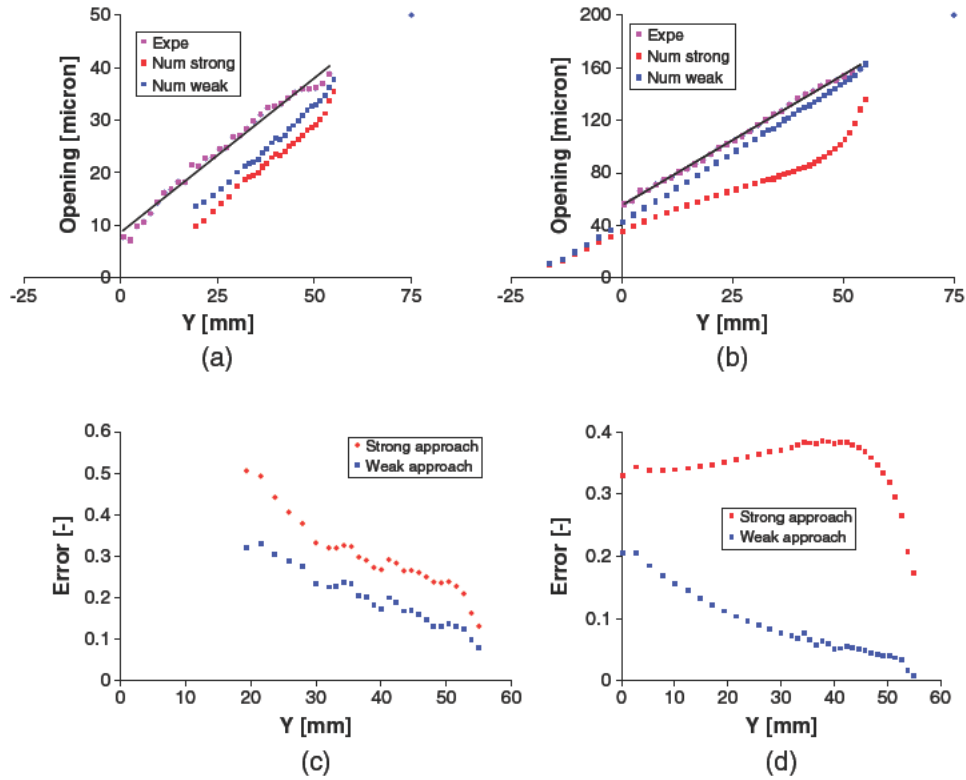 50
40
30
20
10
0
-25
0
25
50
75
Opening [micron]
Y [mm]
Expe
Num strong
Num weak
(a)
200
160
120
80
40
0
-25
0
25
50
75
Opening [micron]
Y [mm]
Expe
Num strong
Num weak
(b)
0.6
0.5
0.4
0.3
0.2
0.1
0
0
10
20
30
40
50
60
Error [-]
Y [mm]
Strong approach
Weak approach
(c)
0.4
0.3
0.2
0.1
0
0
10
20
30
40
50
60
Error [-]
Y [mm]
Strong approach
Weak approach
(d)